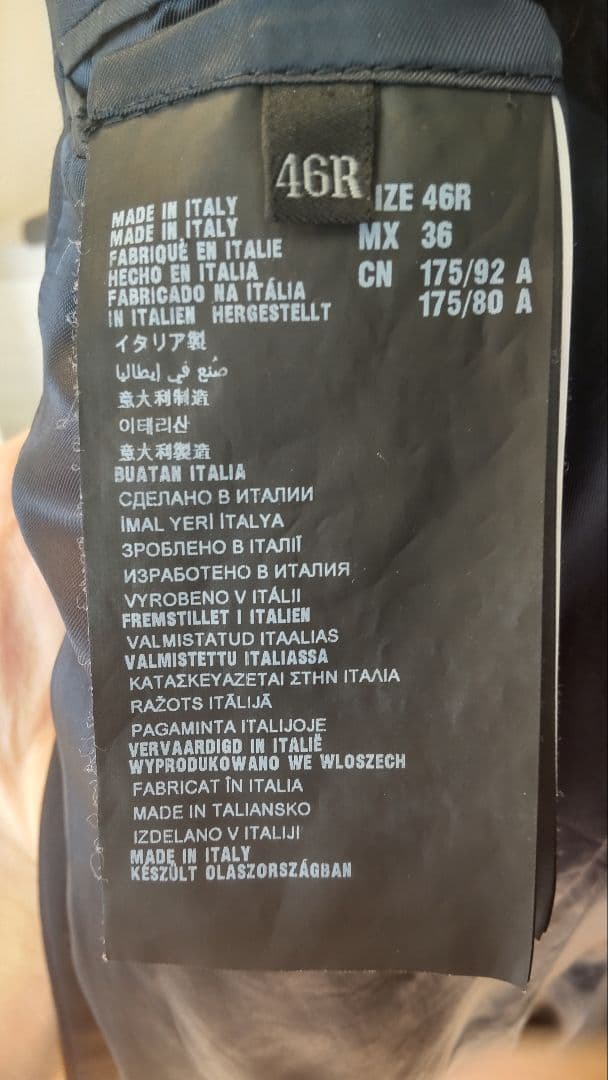 46R
IZE 46R
MX 36
CN 175/92 A
175/80 A
MADE IN ITALY
MADE IN ITALY
FABRIQUÉ EN ITALIE
HECHO EN ITALIA
FABRICADO NA ITÁLIA
IN ITALIEN HERGESTELLT
イタリア製
صُنع في إيطاليا
意大利制造
이태리산
意大利製造
BUATAN ITALIA
СДЕЛАНО В ИТАЛИИ
İMAL YERİ İTALYA
ЗРОБЛЕНО В ІТАЛІЇ
ИЗРАБОТЕНО В ИТАЛИЯ
VYROBENO V ITÁLII
FREMSTILLET I ITALIEN
VALMISTATUD ITAALIAS
VALMISTETTU ITALIASSA
ΚΑΤΑΣΚΕΥΑΖΕΤΑΙ ΣΤΗΝ ΙΤΑΛΙΑ
RAŽOTS ITĀLIJĀ
PAGAMINTA ITALIJOJE
VERVAARDIGD IN ITALIË
WYPRODUKOWANO WE WLOSZECH
FABRICAT ÎN ITALIA
MADE IN TALIANSKO
IZDELANO V ITALIJI
MADE IN ITALY
KÉSZÜLT OLASZORSZÁGBAN